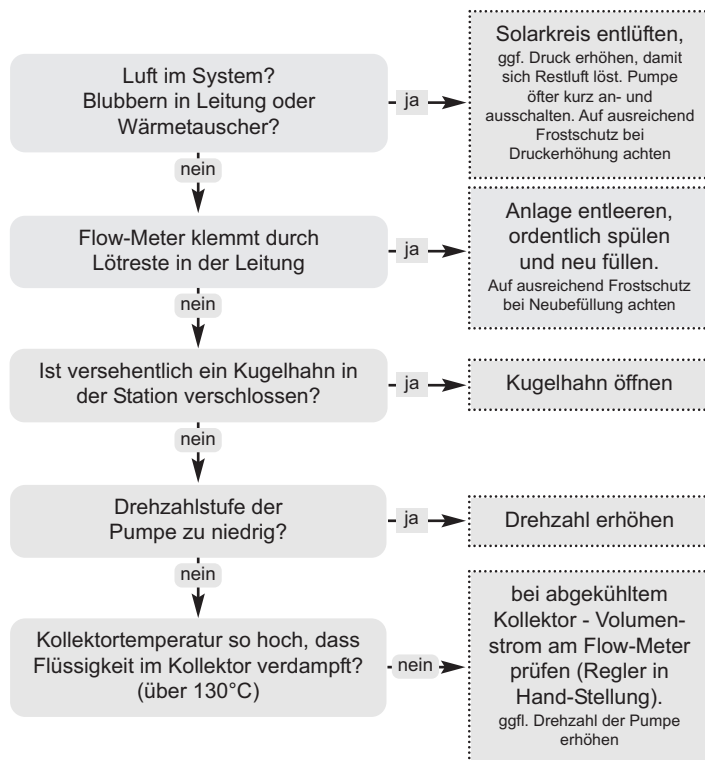 Luft im System?
Blubbern in Leitung oder
Wärmetauscher?
ja
Solarkreis entlüften,
ggf. Druck erhöhen, damit
sich Restluft löst. Pumpe
öfter kurz an- und
ausschalten. Auf ausreichend
Frostschutz bei
Druckerhöhung achten
nein
Flow-Meter klemmt durch
Lötreste in der Leitung
ja
Anlage entleeren,
ordentlich spülen
und neu füllen.
Auf ausreichend Frostschutz
bei Neubefüllung achten
nein
Ist versehentlich ein Kugelhahn in
der Station verschlossen?
ja
Kugelhahn öffnen
nein
Drehzahlstufe der
Pumpe zu niedrig?
ja
Drehzahl erhöhen
nein
Kollektortemperatur so hoch, dass
Flüssigkeit im Kollektor verdampft?
(über 130°C)
nein
bei abgekühltem
Kollektor - Volumen-
strom am Flow-Meter
prüfen (Regler in
Hand-Stellung).
ggfl. Drehzahl der Pumpe
erhöhen